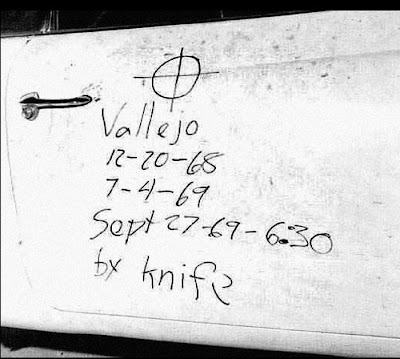 Vallejo
12-20-68
7-4-69
Sept 27-69-6:30
by knife